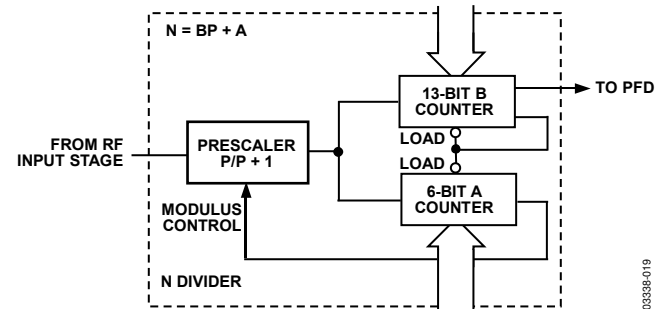 N = BP + A
13-BIT B
COUNTER
TO PFD
LOAD
FROM RF
INPUT STAGE
PRESCALER
P/P + 1
LOAD
6-BIT A
COUNTER
MODULUS
CONTROL
N DIVIDER
03338-019